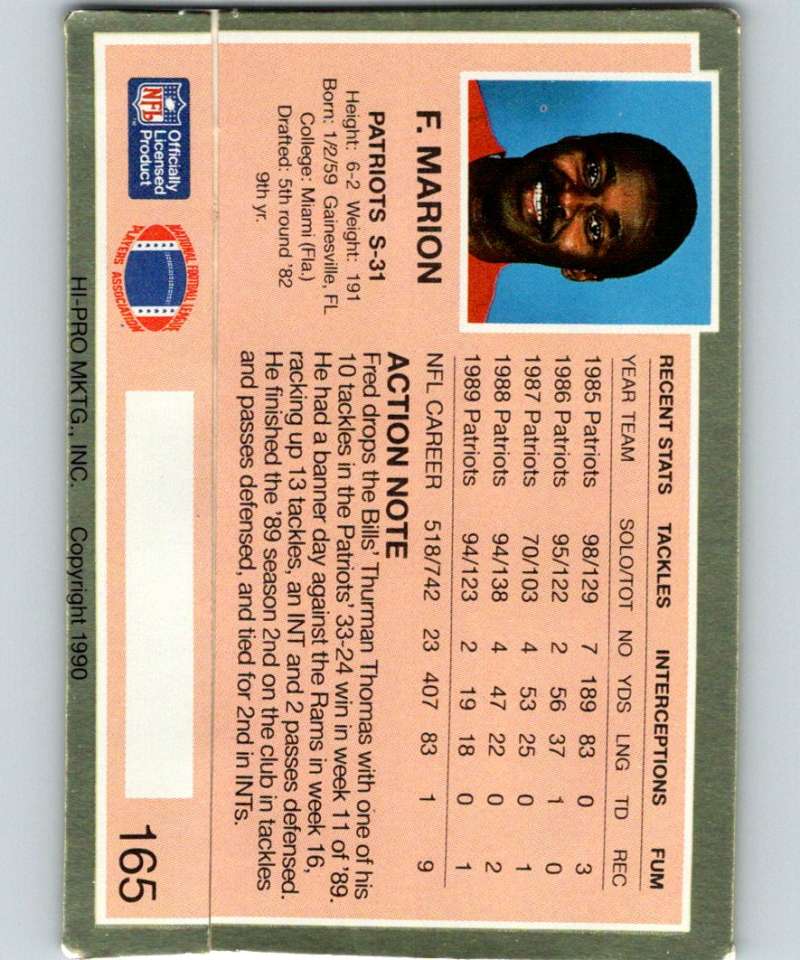 F. MARION
PATRIOTS S-31
Height: 6-2 Weight: 191
Born: 1/2/59 Gainesville, FL
College: Miami (Fla.)
Drafted: 5th round '82
9th yr.
RECENT STATS TACKLES INTERCEPTIONS FUM
YEAR TEAM SOLO/TOT NO YDS LNG TD REC
1985 Patriots 98/129 7 189 83 0 3
1986 Patriots 95/122 2 56 37 1 0
1987 Patriots 70/103 4 53 25 0 1
1988 Patriots 94/138 4 47 22 0 2
1989 Patriots 94/123 2 19 18 0 1
NFL CAREER 518/742 23 407 83 1 9
ACTION NOTE
Fred drops the Bills' Thurman Thomas with one of his
10 tackles in the Patriots' 33-24 win in week 11 of '89.
He had a banner day against the Rams in week 16,
racking up 13 tackles, an INT and 2 passes defensed.
He finished the '89 season 2nd on the club in tackles
and passes defensed, and tied for 2nd in INTs.
NFL
TM
Officially
Licensed
Product
NATIONAL FOOTBALL LEAGUE
PLAYERS ASSOCIATION
165
HI-PRO MKTG., INC. Copyright 1990